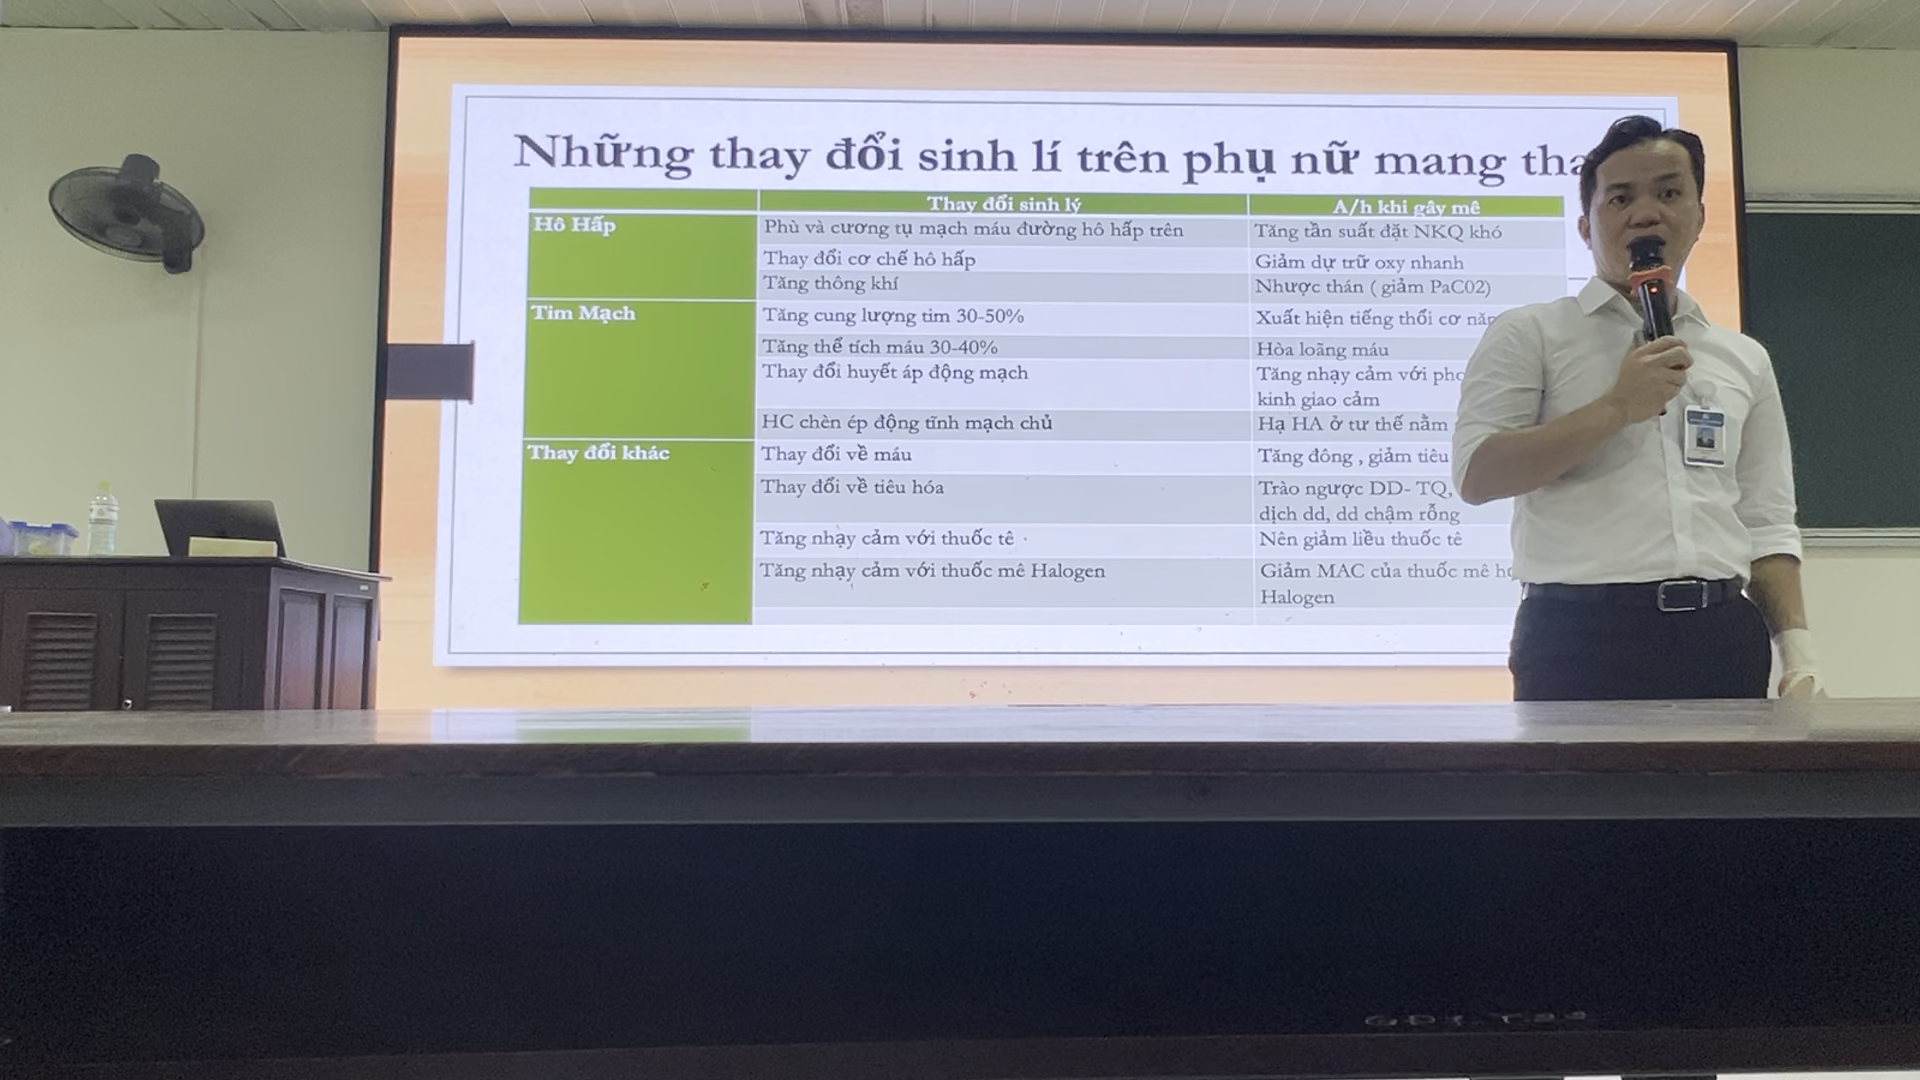 Những thay đổi sinh lí trên phụ nữ mang
Thay đổi sinh lý A/h khi gây mê
Hô Hấp Phù và cương tụ mạch máu đường hô hấp trên Tăng tần suất đặt NKQ khó
Thay đổi cơ chế hô hấp Giảm dự trữ oxy nhanh
Tăng thông khí Nhược thán ( giảm PaC02)
Tim Mạch Tăng cung lượng tim 30-50% Xuất hiện tiếng thổi cơ
Tăng thể tích máu 30-40% Hòa loãng máu
Thay đổi huyết áp động mạch Tăng nhạy cảm với
kinh giao cảm
HC chèn ép động tĩnh mạch chủ Hạ HA ở tư thế nằm
Thay đổi khác Thay đổi về máu Tăng đông , giảm tiêu
Thay đổi về tiêu hóa Trào ngược DD- TQ,
dịch dd, dd chậm rỗng
Tăng nhạy cảm với thuốc tê Nên giảm liều thuốc tê
Tăng nhạy cảm với thuốc mê Halogen Giảm MAC của thuốc mê
Halogen